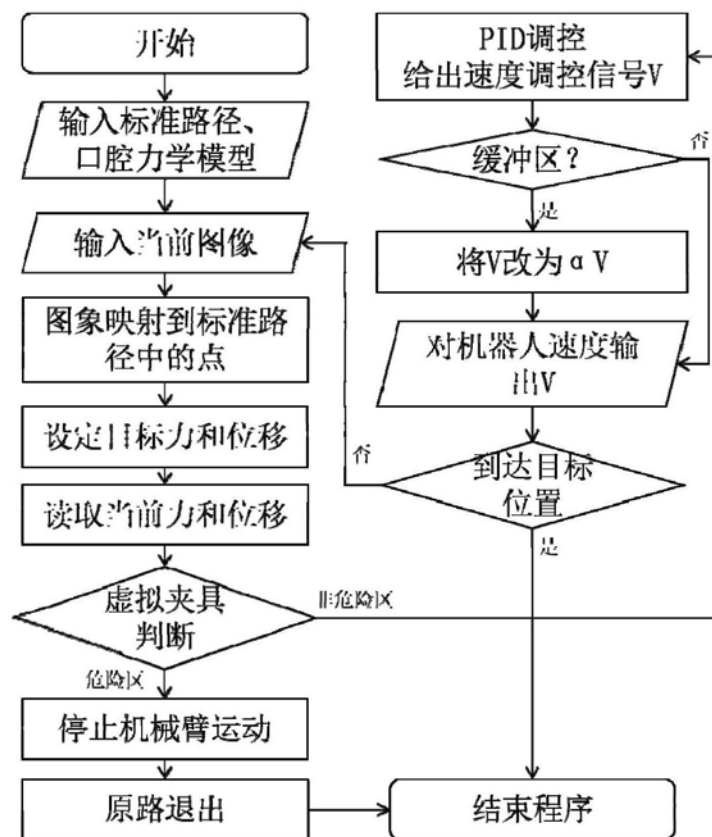 开始
输入标准路径、
口腔力学模型
输入当前图像
图象映射到标准路
径中的点
设定目标力和位移
读取当前力和位移
虚拟夹具
判断
非危险区
危险区
停止机械臂运动
原路退出
PID调控
给出速度调控信号V
缓冲区?
否
是
将V改为αV
对机器人速度输
出V
到达目标
位置
否
是
结束程序